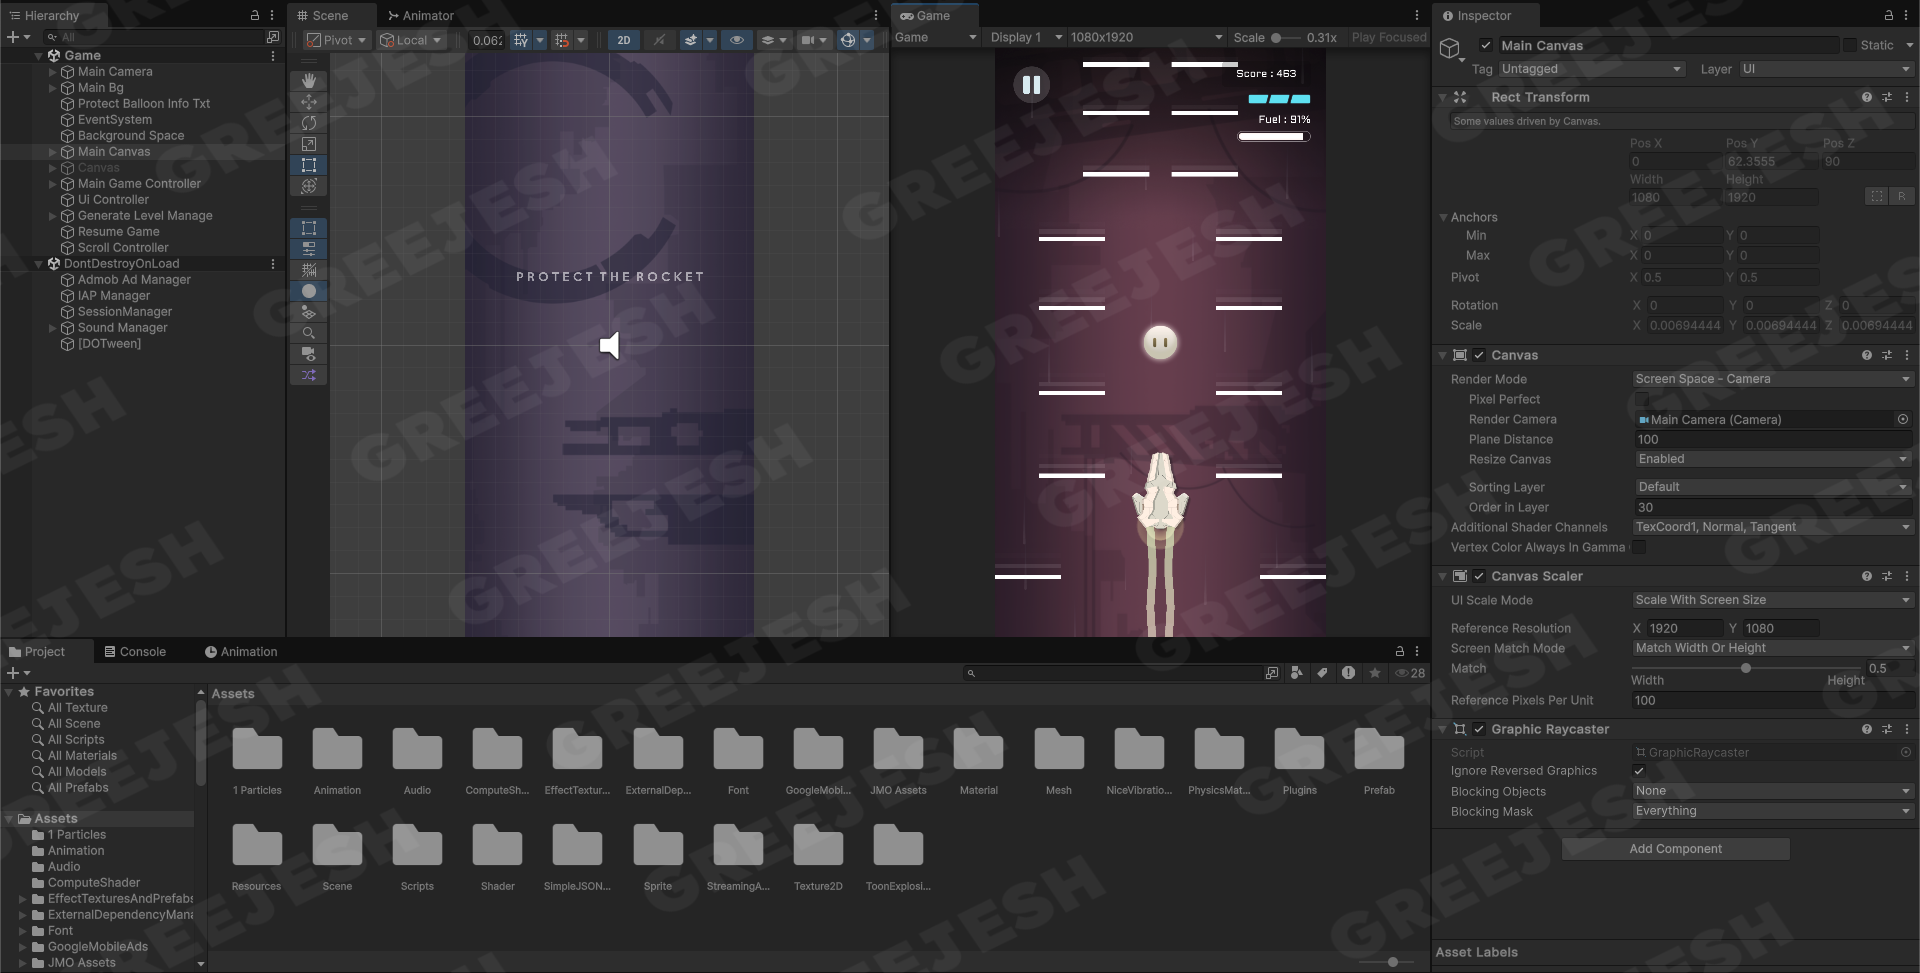 Hierarchy
All
Game
Main Camera
Main Bg
Protect Balloon Info Txt
EventSystem
Background Space
Main Canvas
Canvas
Main Game Controller
Ui Controller
Generate Level Manage
Resume Game
Scroll Controller
DontDestroyOnLoad
Admob Ad Manager
IAP Manager
SessionManager
Sound Manager
[DOTween]
Scene
Animator
Pivot
Local
0.062
2D
PROTECT THE ROCKET
Game
Game
Display 1
1080x1920
Scale
0.31x
Play Focused
Score : 463
Fuel : 91%
Inspector
Main Canvas
Static
Tag
Untagged
Layer
UI
Rect Transform
Some values driven by Canvas.
Pos X
Pos Y
Pos Z
0
62.3555
90
Width
Height
1080
1920
R
Anchors
Min
X 0
Y 0
Max
X 0
Y 0
Pivot
X 0.5
Y 0.5
Rotation
X 0
Y 0
Z 0
Scale
X 0.00694444
Y 0.00694444
Z 0.00694444
Canvas
Render Mode
Screen Space - Camera
Pixel Perfect
Render Camera
Main Camera (Camera)
Plane Distance
100
Resize Canvas
Enabled
Sorting Layer
Default
Order in Layer
30
Additional Shader Channels
TexCoord1, Normal, Tangent
Vertex Color Always In Gamma
Canvas Scaler
UI Scale Mode
Scale With Screen Size
Reference Resolution
X 1920
Y 1080
Screen Match Mode
Match Width Or Height
Match
0.5
Width
Height
Reference Pixels Per Unit
100
Graphic Raycaster
Script
GraphicRaycaster
Ignore Reversed Graphics
Blocking Objects
None
Blocking Mask
Everything
Add Component
Asset Labels
Project
Console
Animation
28
Favorites
All Texture
All Scene
All Scripts
All Materials
All Models
All Prefabs
Assets
1 Particles
Animation
Audio
ComputeShader
EffectTexturesAndPrefabs
ExternalDependencyMana
Font
GoogleMobileAds
JMO Assets
Assets
1 Particles
Animation
Audio
ComputeSh...
EffectTextur...
ExternalDep...
Font
GoogleMobi...
JMO Assets
Material
Mesh
NiceVibratio...
PhysicsMat...
Plugins
Prefab
Resources
Scene
Scripts
Shader
SimpleJSON...
Sprite
StreamingA...
Texture2D
ToonExplosi...
GREEJESH